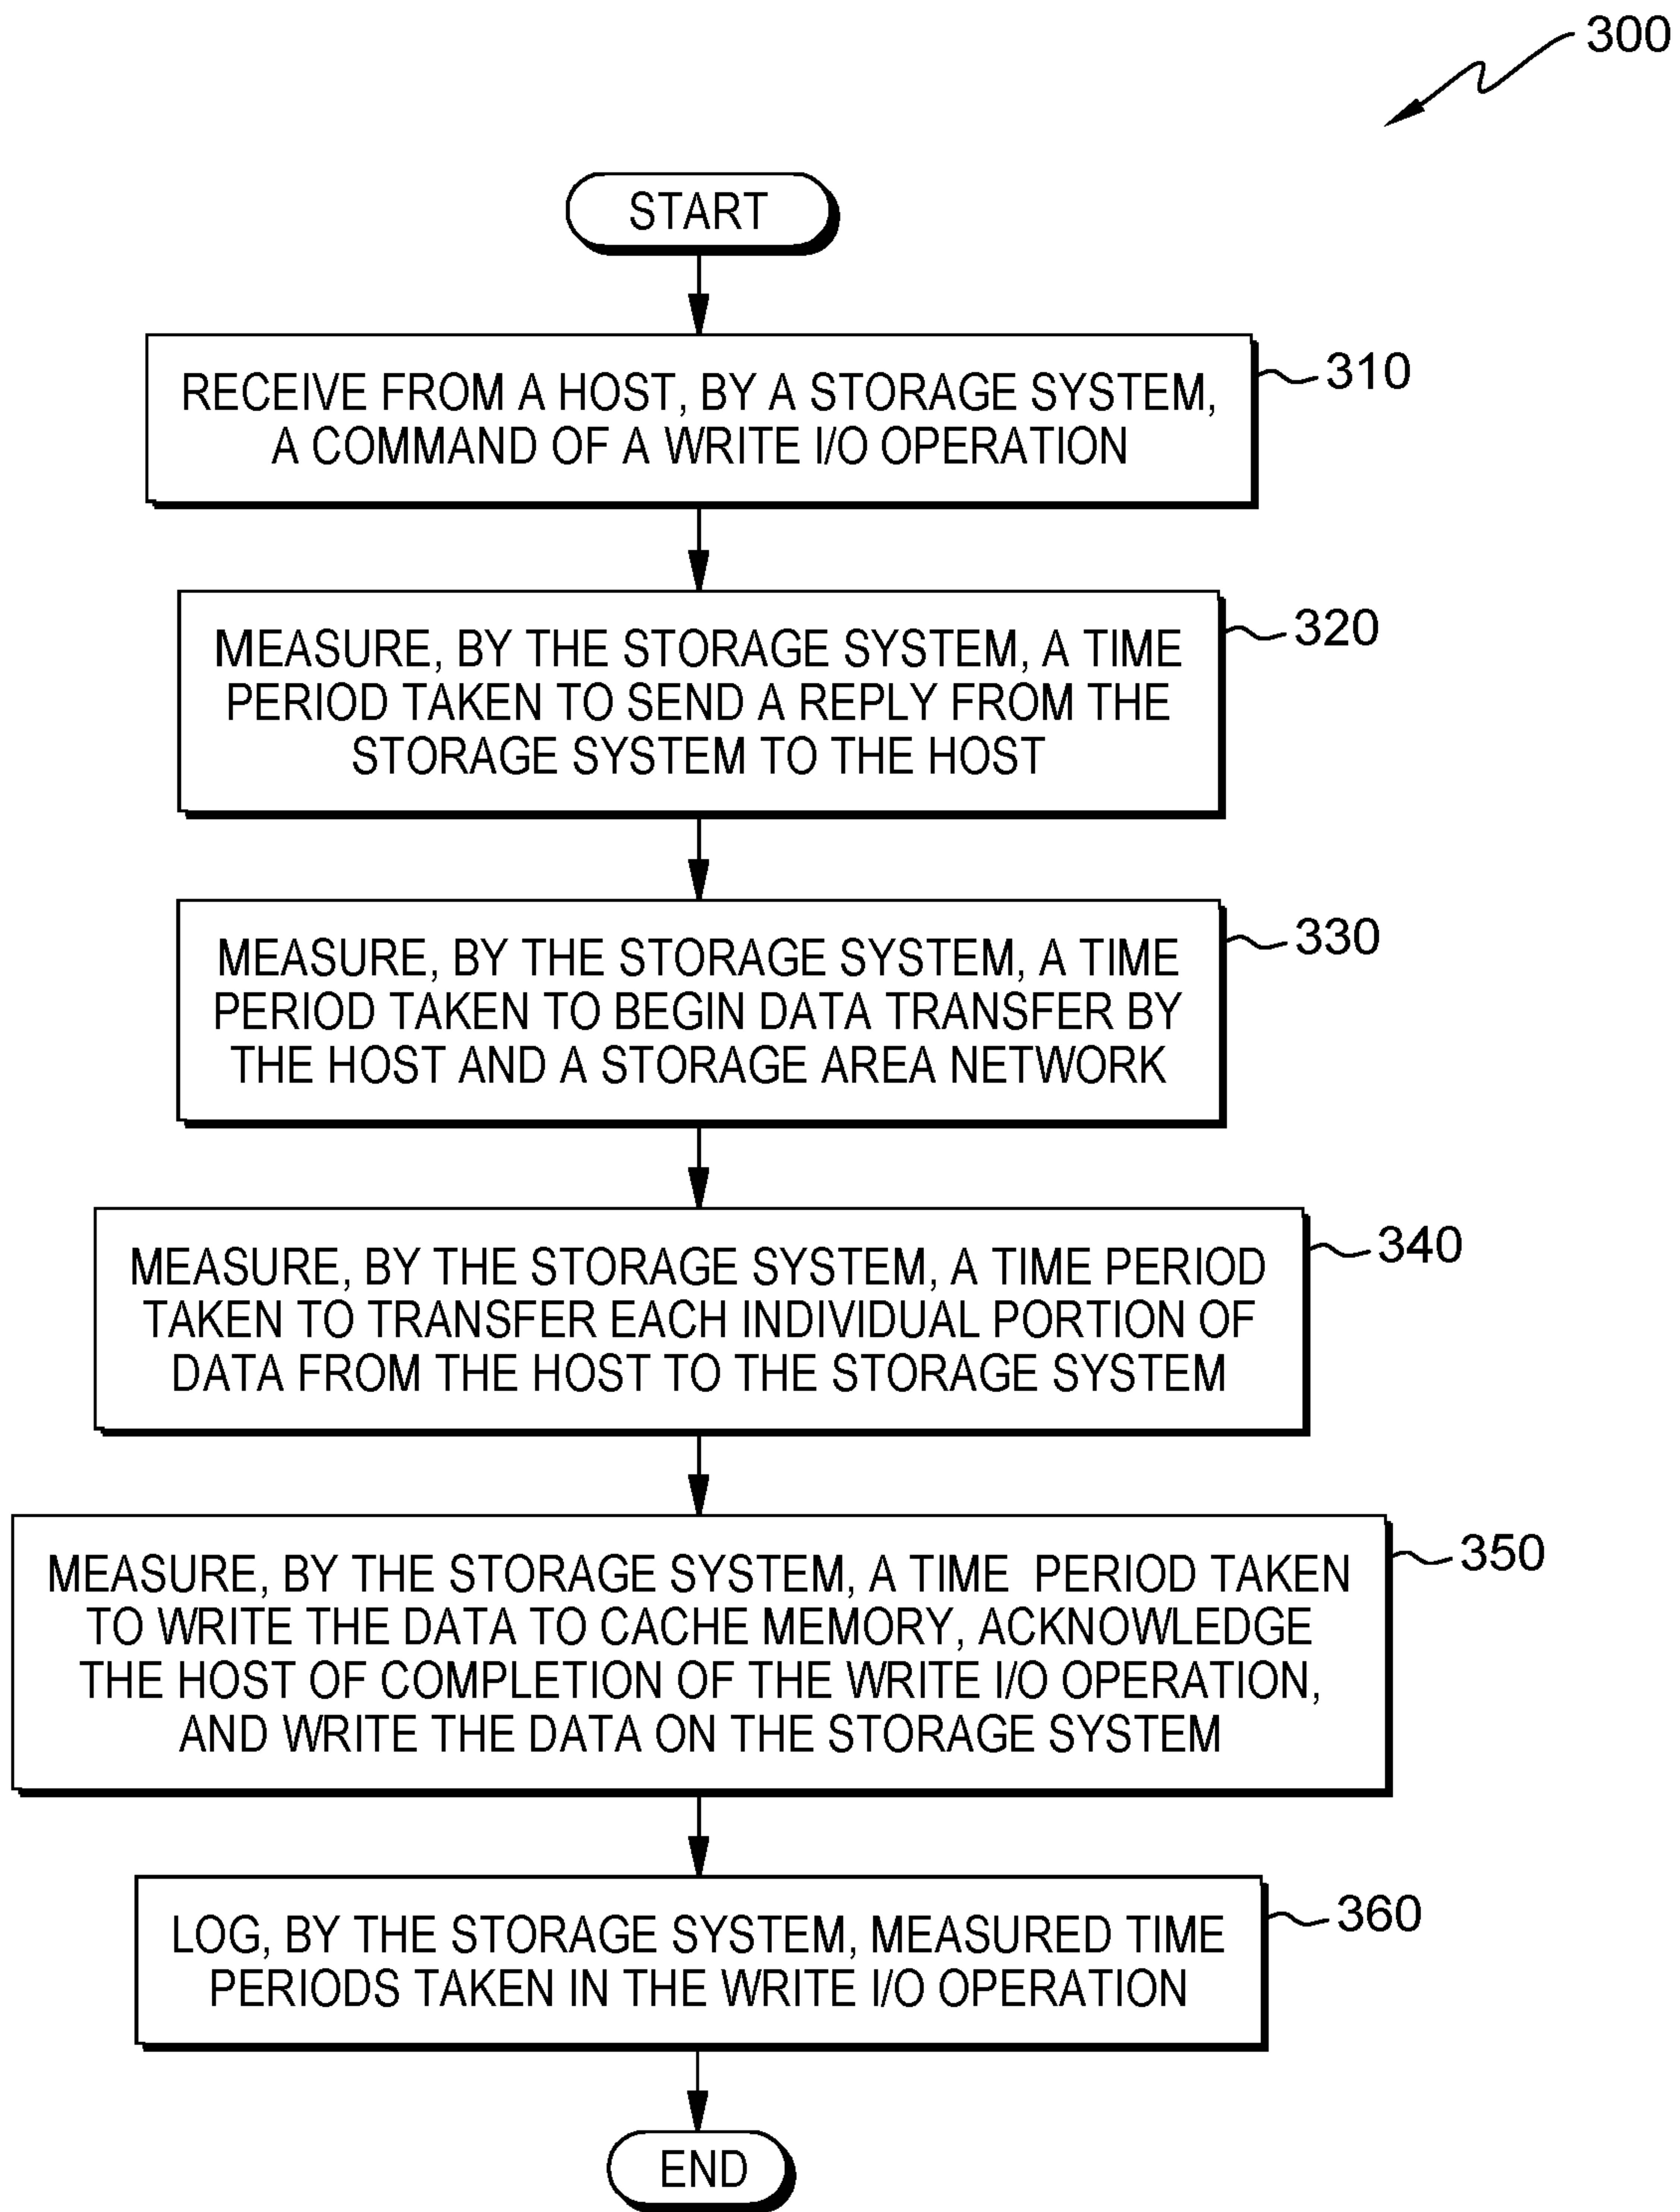 300
START
RECEIVE FROM A HOST, BY A STORAGE SYSTEM,
A COMMAND OF A WRITE I/O OPERATION
310
MEASURE, BY THE STORAGE SYSTEM, A TIME
PERIOD TAKEN TO SEND A REPLY FROM THE
STORAGE SYSTEM TO THE HOST
320
MEASURE, BY THE STORAGE SYSTEM, A TIME
PERIOD TAKEN TO BEGIN DATA TRANSFER BY
THE HOST AND A STORAGE AREA NETWORK
330
MEASURE, BY THE STORAGE SYSTEM, A TIME PERIOD
TAKEN TO TRANSFER EACH INDIVIDUAL PORTION OF
DATA FROM THE HOST TO THE STORAGE SYSTEM
340
MEASURE, BY THE STORAGE SYSTEM, A TIME PERIOD TAKEN
TO WRITE THE DATA TO CACHE MEMORY, ACKNOWLEDGE
THE HOST OF COMPLETION OF THE WRITE I/O OPERATION,
AND WRITE THE DATA ON THE STORAGE SYSTEM
350
LOG, BY THE STORAGE SYSTEM, MEASURED TIME
PERIODS TAKEN IN THE WRITE I/O OPERATION
360
END